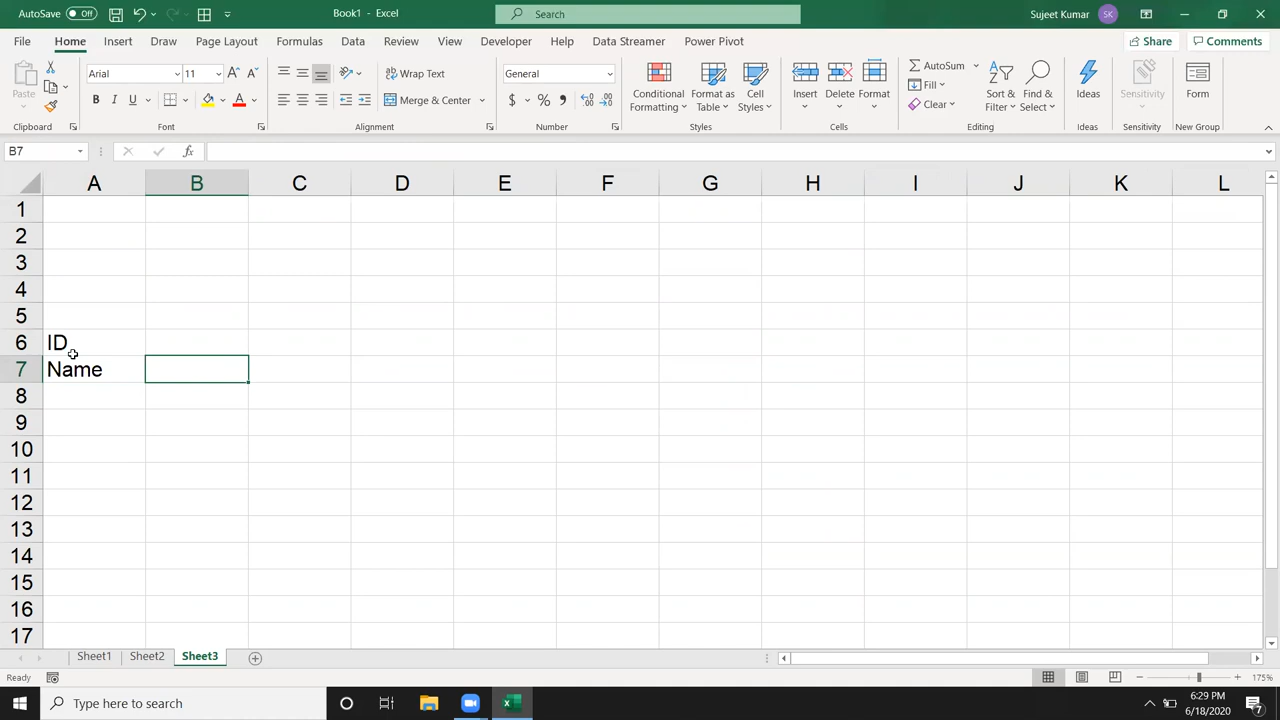 AutoSave Off Book1 - Excel Search Sujeet Kumar SK
File Home Insert Draw Page Layout Formulas Data Review View Developer Help Data Streamer Power Pivot Share Comments
Paste Arial 11 A A Wrap Text General Conditional Formatting Format as Table Cell Styles Insert Delete Format AutoSum Fill Clear Sort & Filter Find & Select Ideas Sensitivity Form
B I U A Merge & Center $ % ,
Clipboard Font Alignment Number Styles Cells Editing Ideas Sensitivity New Group
B7 fx
A B C D E F G H I J K L
1
2
3
4
5
6 ID
7 Name
8
9
10
11
12
13
14
15
16
17
Sheet1 Sheet2 Sheet3
Ready 175%
Type here to search 6:29 PM
6/18/2020 7